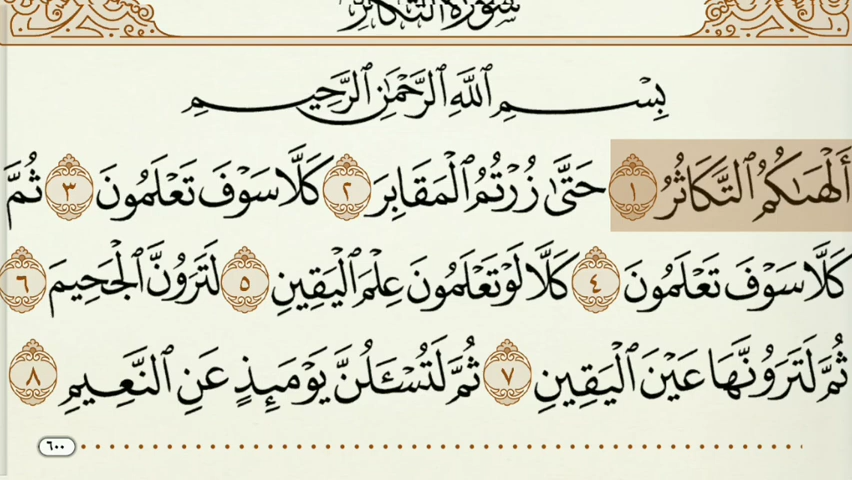 سُورَةُ التَّكَاثُرِ
بِسْمِ ٱللَّهِ ٱلرَّحْمَٰنِ ٱلرَّحِيمِ
أَلْهَىٰكُمُ ٱلتَّكَاثُرُ ١ حَتَّىٰ زُرْتُمُ ٱلْمَقَابِرَ ٢ كَلَّا سَوْفَ تَعْلَمُونَ ٣ ثُمَّ
كَلَّا سَوْفَ تَعْلَمُونَ ٤ كَلَّا لَوْ تَعْلَمُونَ عِلْمَ ٱلْيَقِينِ ٥ لَتَرَوُنَّ ٱلْجَحِيمَ ٦
ثُمَّ لَتَرَوُنَّهَا عَيْنَ ٱلْيَقِينِ ٧ ثُمَّ لَتُسْـَٔلُنَّ يَوْمَئِذٍ عَنِ ٱلنَّعِيمِ ٨
٦٠٠